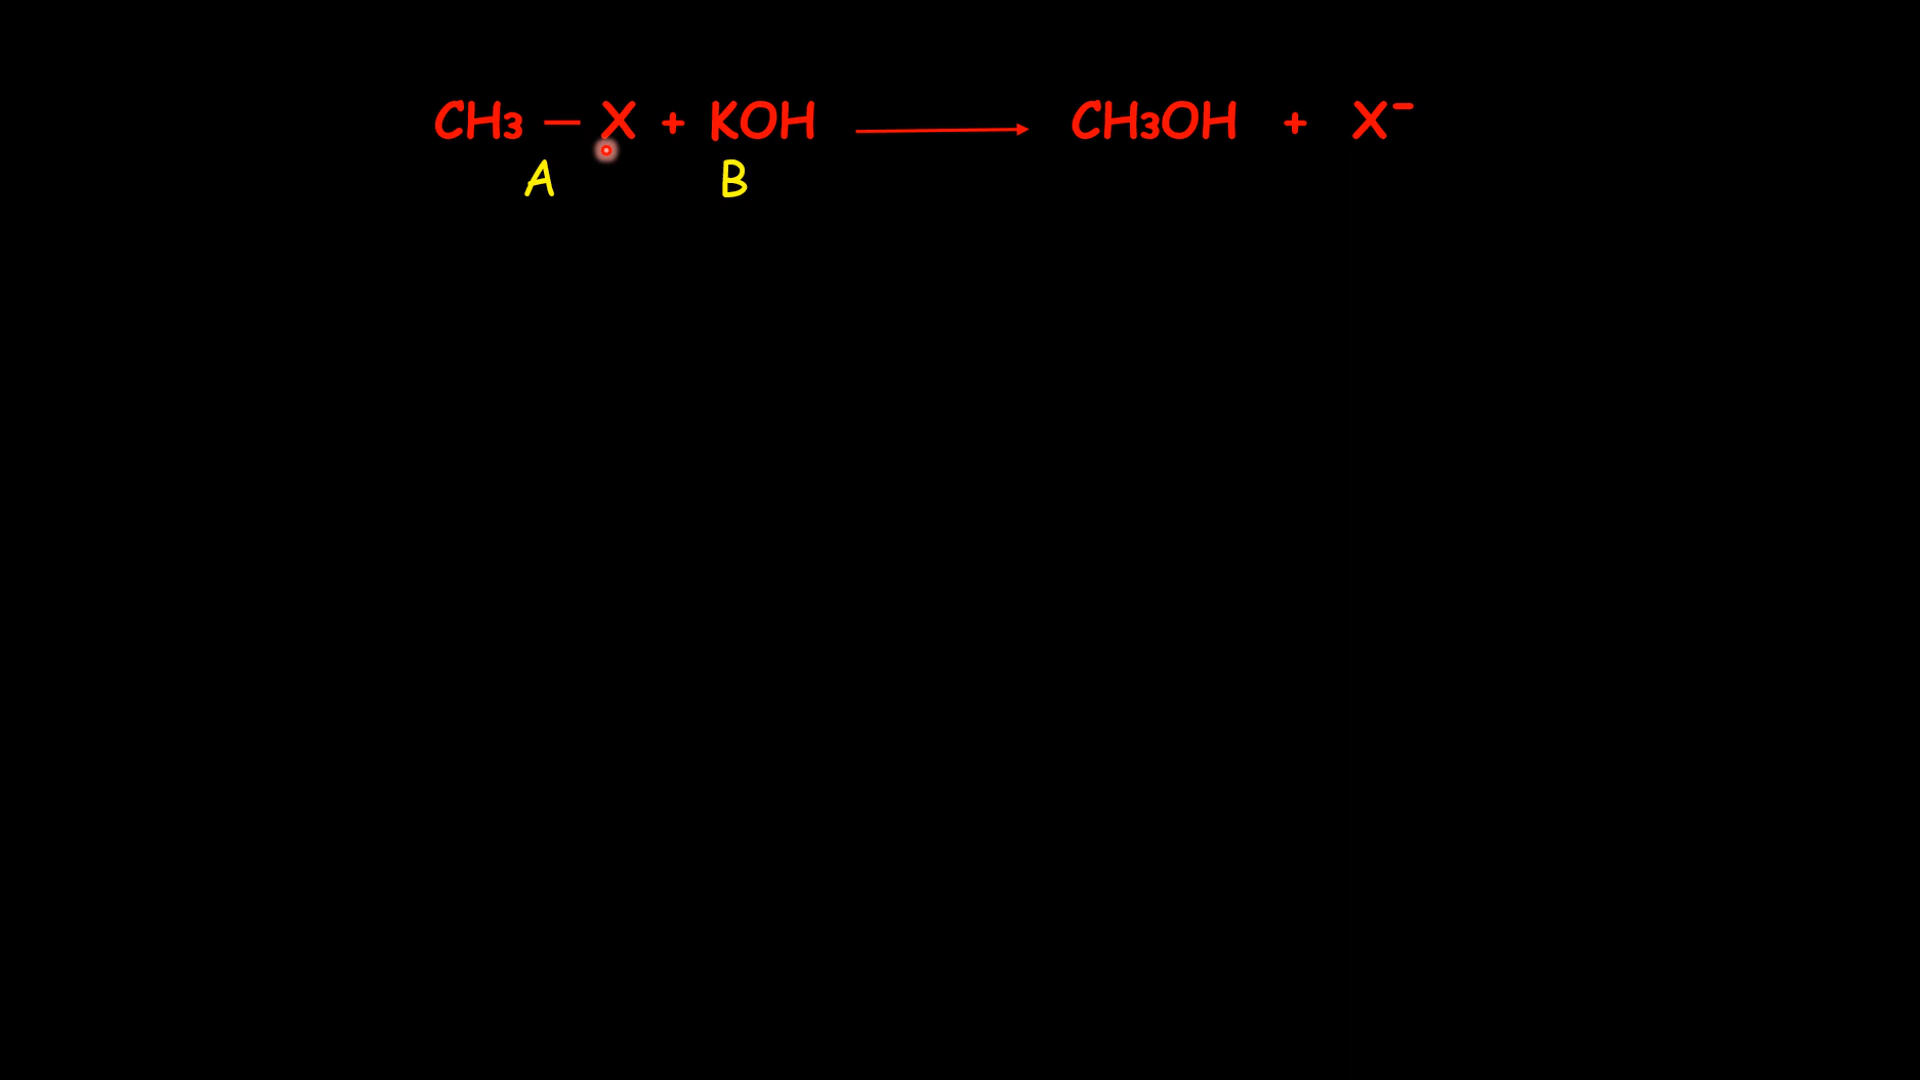 CH3 — X + KOH ⟶ CH3OH + X⁻
A B